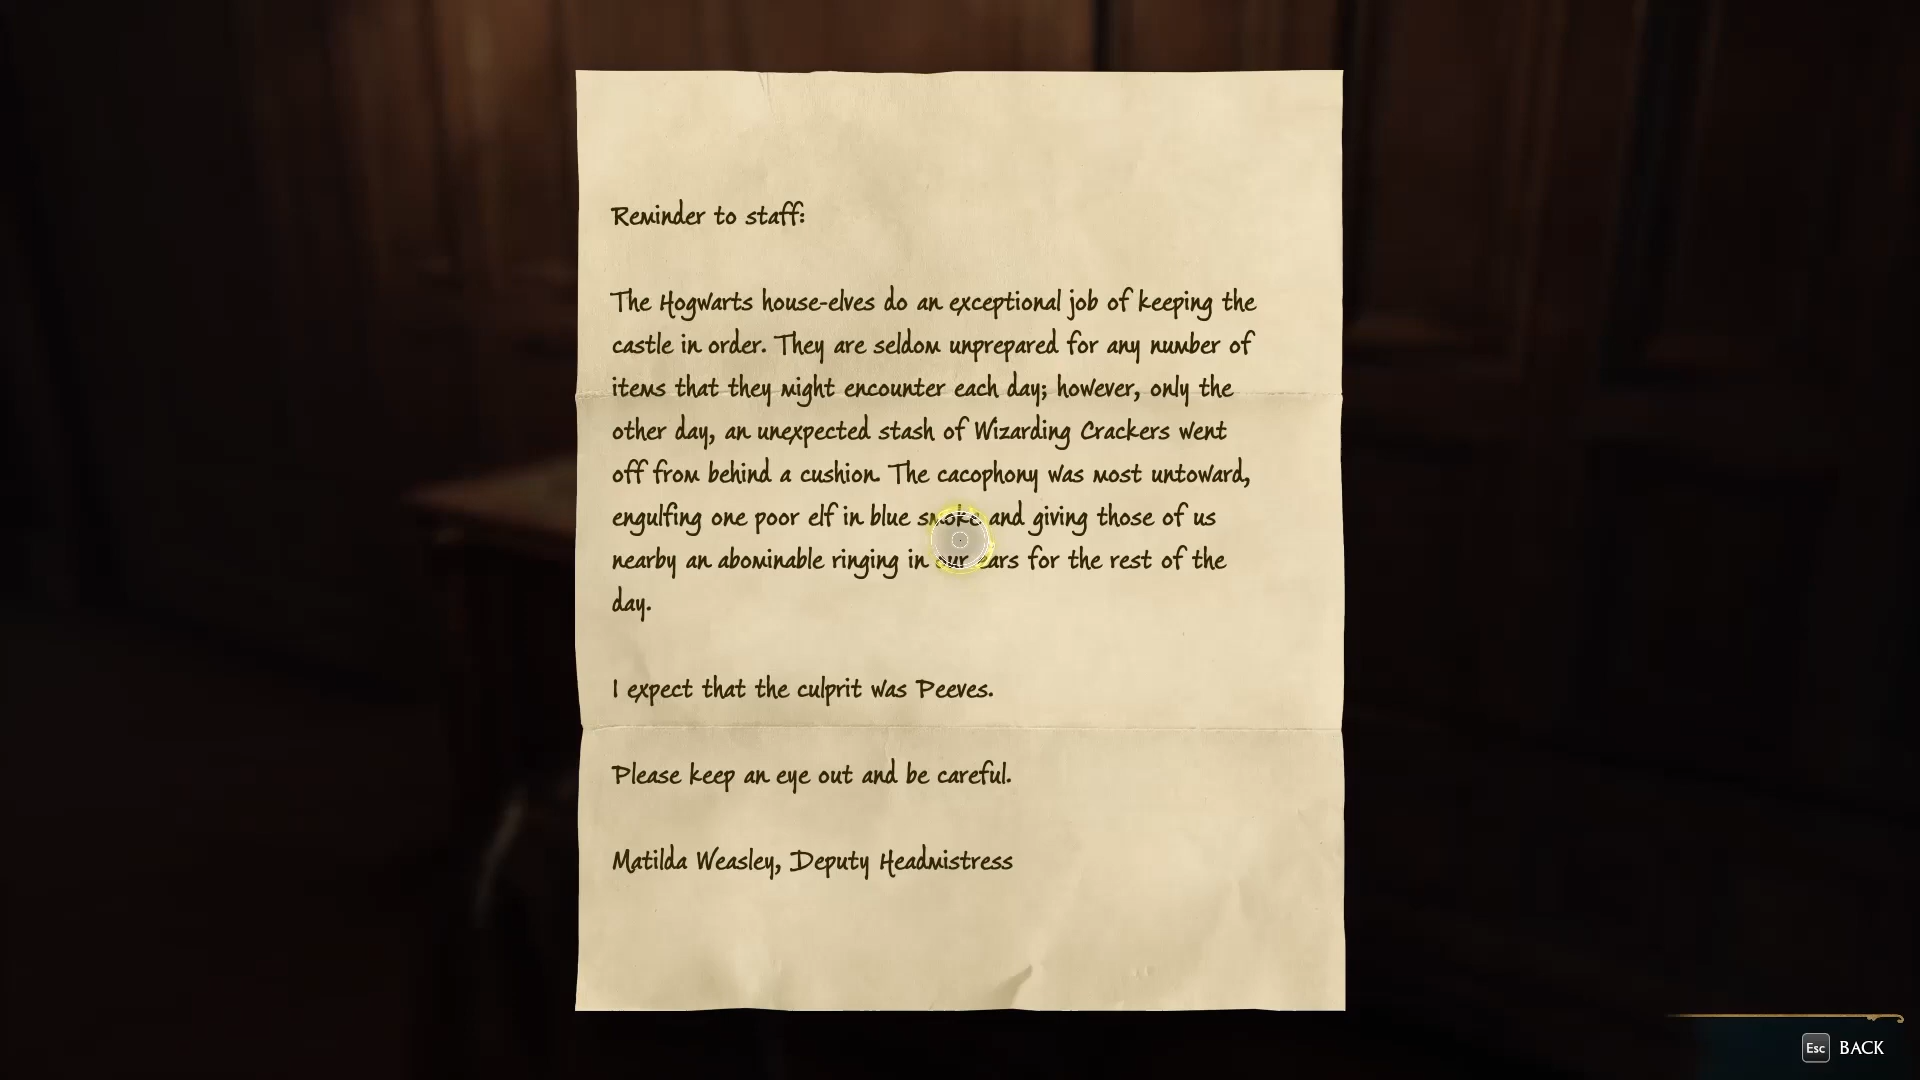 Reminder to staff:
The Hogwarts house-elves do an exceptional job of keeping the
castle in order. They are seldom unprepared for any number of
items that they might encounter each day; however, only the
other day, an unexpected stash of Wizarding Crackers went
off from behind a cushion. The cacophony was most untoward,
engulfing one poor elf in blue smoke and giving those of us
nearby an abominable ringing in our ears for the rest of the
day.
I expect that the culprit was Peeves.
Please keep an eye out and be careful.
Matilda Weasley, Deputy Headmistress
Esc BACK